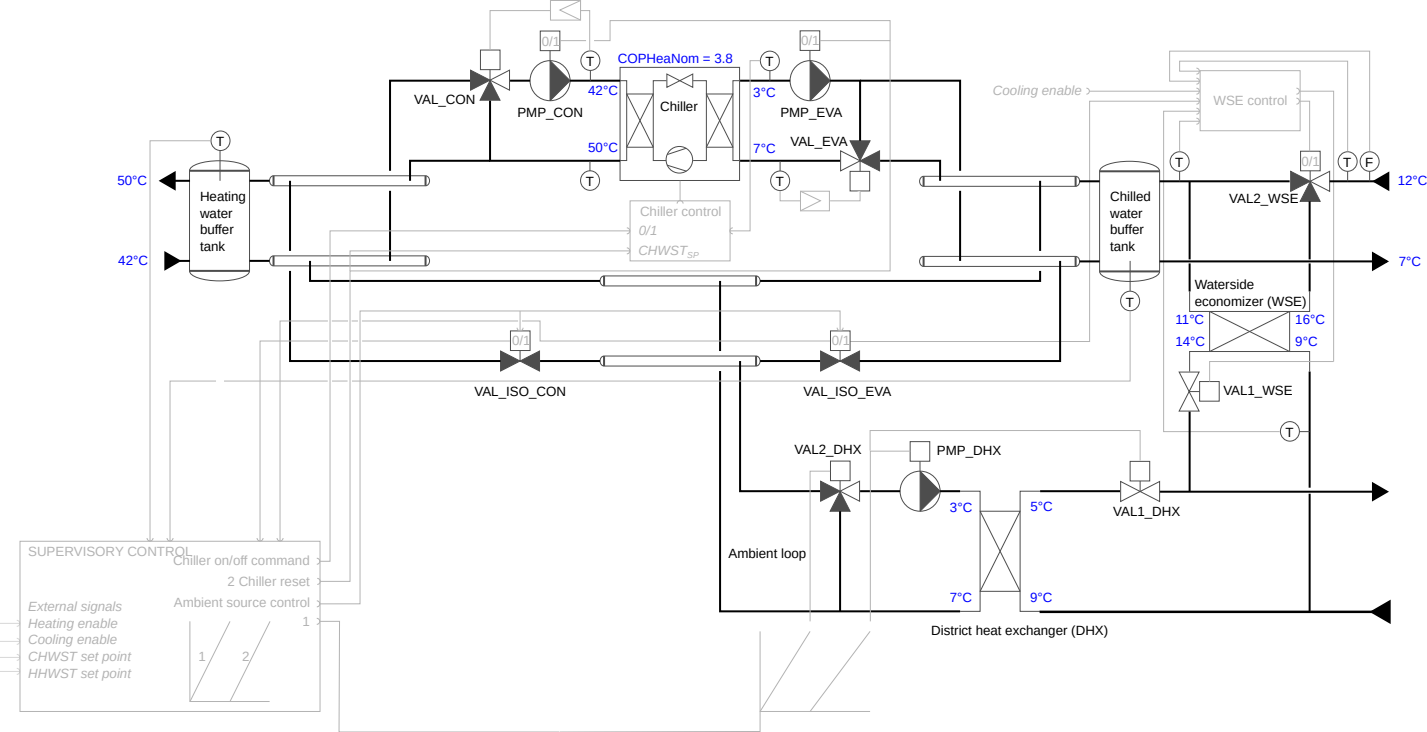 COPHeaNom = 3.8
0/1
0/1
T
T
VAL_CON
PMP_CON
42°C
Chiller
3°C
PMP_EVA
Cooling enable
WSE control
T
50°C
7°C
VAL_EVA
T
T
T
0/1
T
F
50°C
12°C
Heating
water
buffer
tank
Chilled
water
buffer
tank
VAL2_WSE
Chiller control
0/1
CHWST_SP
42°C
7°C
T
Waterside
economizer (WSE)
11°C
16°C
14°C
9°C
0/1
0/1
VAL_ISO_CON
VAL_ISO_EVA
VAL1_WSE
T
VAL2_DHX
PMP_DHX
3°C
5°C
VAL1_DHX
Ambient loop
7°C
9°C
District heat exchanger (DHX)
SUPERVISORY CONTROL
Chiller on/off command
2 Chiller reset
Ambient source control
1
External signals
Heating enable
Cooling enable
CHWST set point
HHWST set point
1
2